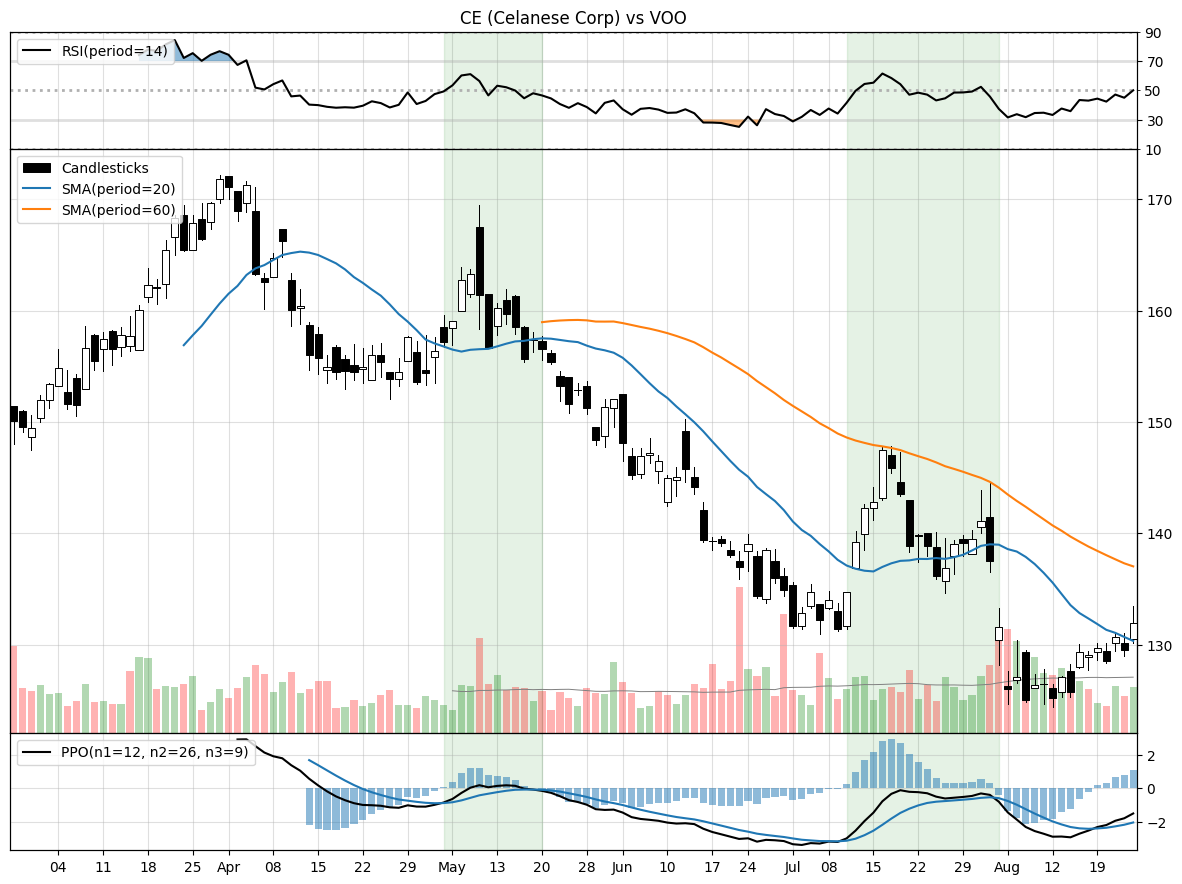 CE (Celanese Corp) vs VOO
RSI(period=14)
90
70
50
30
10
Candlesticks
SMA(period=20)
SMA(period=60)
170
160
150
140
130
PPO(n1=12, n2=26, n3=9)
2
0
−2
04 11 18 25 Apr 08 15 22 29 May 13 20 28 Jun 10 17 24 Jul 08 15 22 29 Aug 12 19